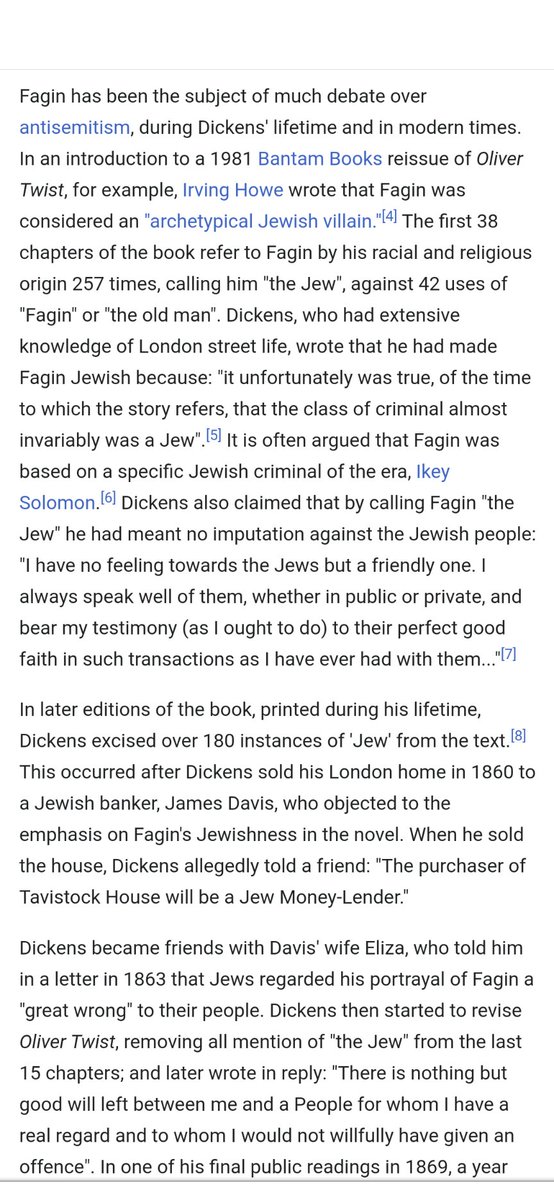 Fagin has been the subject of much debate over
antisemitism, during Dickens' lifetime and in modern times.
In an introduction to a 1981 Bantam Books reissue of Oliver
Twist, for example, Irving Howe wrote that Fagin was
considered an "archetypical Jewish villain."[4] The first 38
chapters of the book refer to Fagin by his racial and religious
origin 257 times, calling him "the Jew", against 42 uses of
"Fagin" or "the old man". Dickens, who had extensive
knowledge of London street life, wrote that he had made
Fagin Jewish because: "it unfortunately was true, of the time
to which the story refers, that the class of criminal almost
invariably was a Jew".[5] It is often argued that Fagin was
based on a specific Jewish criminal of the era, Ikey
Solomon.[6] Dickens also claimed that by calling Fagin "the
Jew" he had meant no imputation against the Jewish people:
"I have no feeling towards the Jews but a friendly one. I
always speak well of them, whether in public or private, and
bear my testimony (as I ought to do) to their perfect good
faith in such transactions as I have ever had with them..."[7]
In later editions of the book, printed during his lifetime,
Dickens excised over 180 instances of 'Jew' from the text.[8]
This occurred after Dickens sold his London home in 1860 to
a Jewish banker, James Davis, who objected to the
emphasis on Fagin's Jewishness in the novel. When he sold
the house, Dickens allegedly told a friend: "The purchaser of
Tavistock House will be a Jew Money-Lender."
Dickens became friends with Davis' wife Eliza, who told him
in a letter in 1863 that Jews regarded his portrayal of Fagin a
"great wrong" to their people. Dickens then started to revise
Oliver Twist, removing all mention of "the Jew" from the last
15 chapters; and later wrote in reply: "There is nothing but
good will left between me and a People for whom I have a
real regard and to whom I would not willfully have given an
offence". In one of his final public readings in 1869, a year